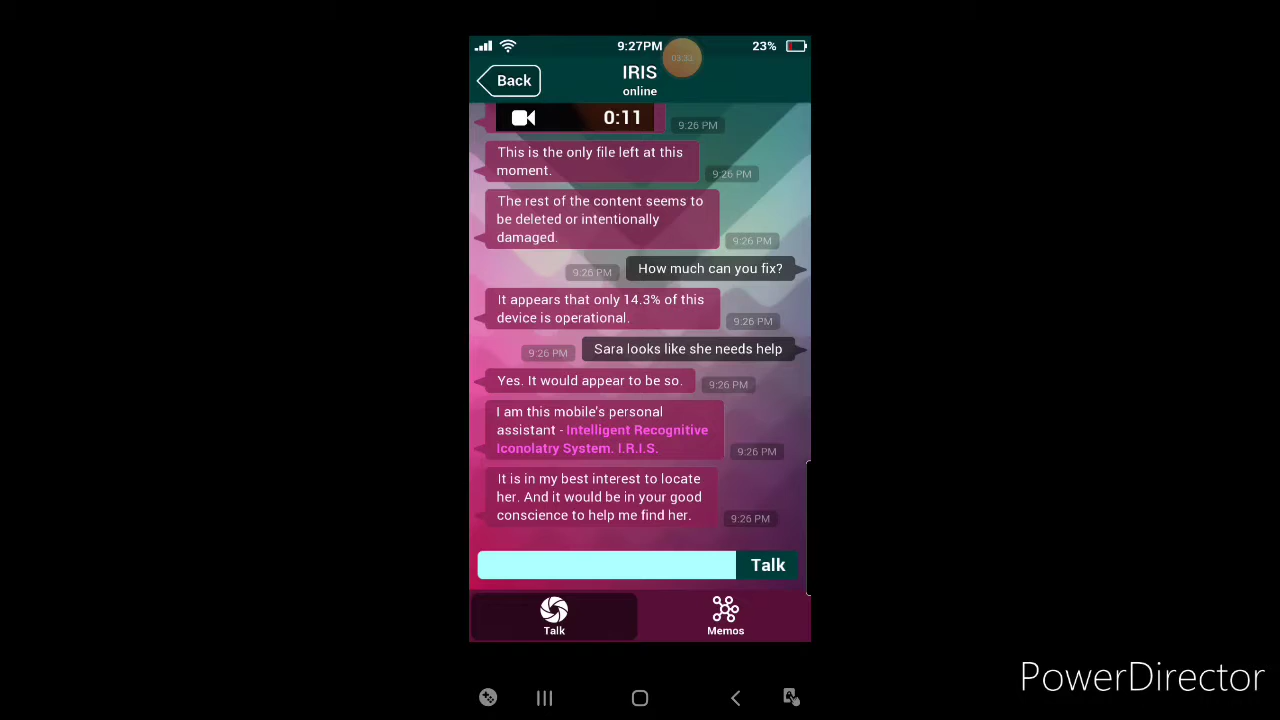 9:27PM
23%
03:33
Back
IRIS
online
0:11
9:26 PM
This is the only file left at this
moment.
9:26 PM
The rest of the content seems to
be deleted or intentionally
damaged.
9:26 PM
9:26 PM
How much can you fix?
It appears that only 14.3% of this
device is operational.
9:26 PM
9:26 PM
Sara looks like she needs help
Yes. It would appear to be so.
9:26 PM
I am this mobile's personal
assistant - Intelligent Recognitive
Iconolatry System. I.R.I.S.
9:26 PM
It is in my best interest to locate
her. And it would be in your good
conscience to help me find her.
9:26 PM
Talk
Talk
Memos
PowerDirector